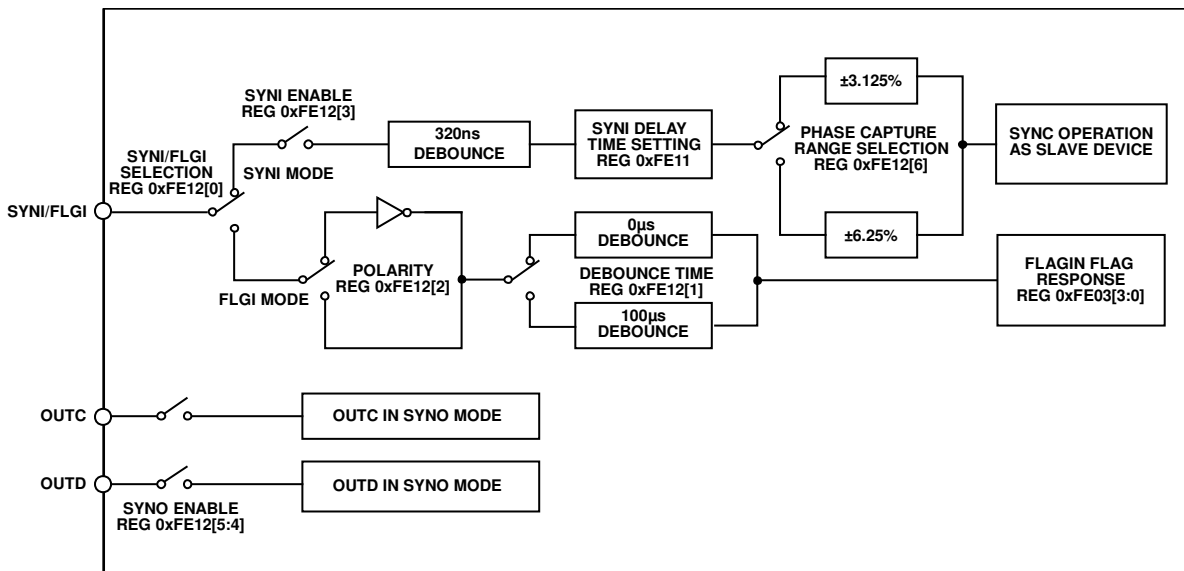 SYNI/FLGI
SYNI/FLGI
SELECTION
REG 0xFE12[0]
SYNI ENABLE
REG 0xFE12[3]
SYNI MODE
320ns
DEBOUNCE
SYNI DELAY
TIME SETTING
REG 0xFE11
±3.125%
PHASE CAPTURE
RANGE SELECTION
REG 0xFE12[6]
±6.25%
SYNC OPERATION
AS SLAVE DEVICE
FLGI MODE
POLARITY
REG 0xFE12[2]
0µs
DEBOUNCE
DEBOUNCE TIME
REG 0xFE12[1]
100µs
DEBOUNCE
FLAGIN FLAG
RESPONSE
REG 0xFE03[3:0]
OUTC
OUTC IN SYNO MODE
OUTD
OUTD IN SYNO MODE
SYNO ENABLE
REG 0xFE12[5:4]